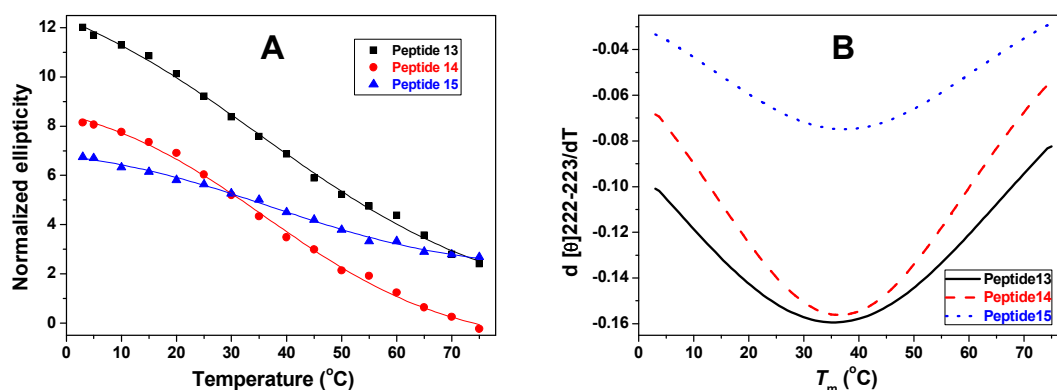 A
Peptide 13
Peptide 14
Peptide 15
Normalized ellipticity
12
10
8
6
4
2
0
0 10 20 30 40 50 60 70
Temperature (°C)
B
d [θ]222-223/dT
-0.04
-0.06
-0.08
-0.10
-0.12
-0.14
-0.16
Peptide13
Peptide14
Peptide15
0 10 20 30 40 50 60 70
Tm (°C)